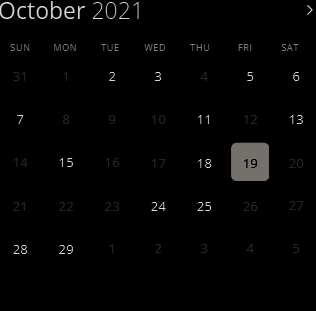 October 2021
SUN MON TUE WED THU FRI SAT
31 1 2 3 4 5 6
7 8 9 10 11 12 13
14 15 16 17 18 19 20
21 22 23 24 25 26 27
28 29 1 2 3 4 5